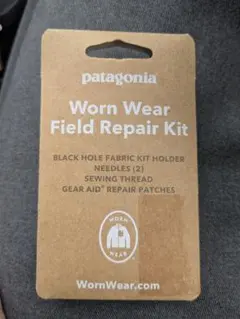 patagonia
Worn Wear
Field Repair Kit
BLACK HOLE FABRIC KIT HOLDER
NEEDLES (2)
SEWING THREAD
GEAR AID® REPAIR PATCHES
WORN
WEAR
WornWear.com